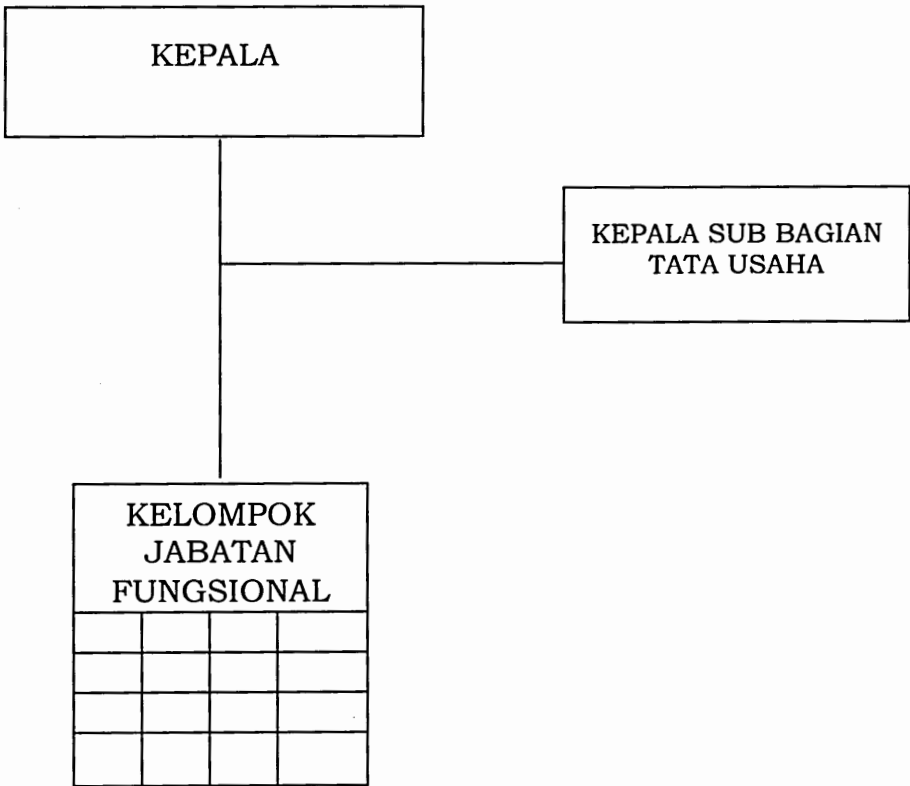 KEPALA
KEPALA SUB BAGIAN
TATA USAHA
KELOMPOK
JABATAN
FUNGSIONAL